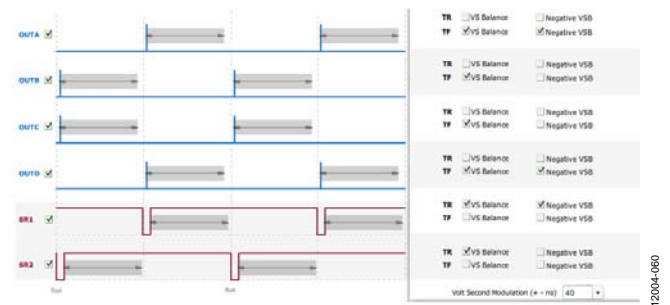 OUTA
TR VS Balance Negative VSB
TF VS Balance Negative VSB
OUTB
TR VS Balance Negative VSB
TF VS Balance Negative VSB
OUTC
TR VS Balance Negative VSB
TF VS Balance Negative VSB
OUTD
TR VS Balance Negative VSB
TF VS Balance Negative VSB
SR1
TR VS Balance Negative VSB
TF VS Balance Negative VSB
SR2
TR VS Balance Negative VSB
TF VS Balance Negative VSB
Volt Second Modulation (+ - ns) 40
12004-060